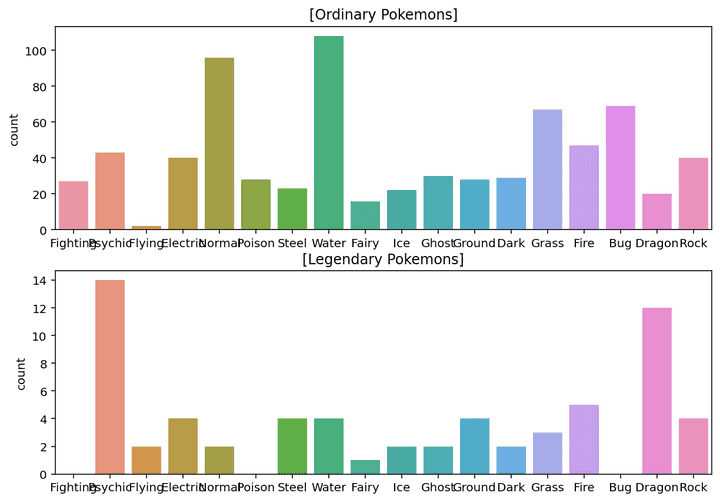 [Ordinary Pokemons]
count
100
80
60
40
20
0
Fighting Psychic Flying Electric Normal Poison Steel Water Fairy Ice Ghost Ground Dark Grass Fire Bug Dragon Rock
[Legendary Pokemons]
count
14
12
10
8
6
4
2
0
Fighting Psychic Flying Electric Normal Poison Steel Water Fairy Ice Ghost Ground Dark Grass Fire Bug Dragon Rock